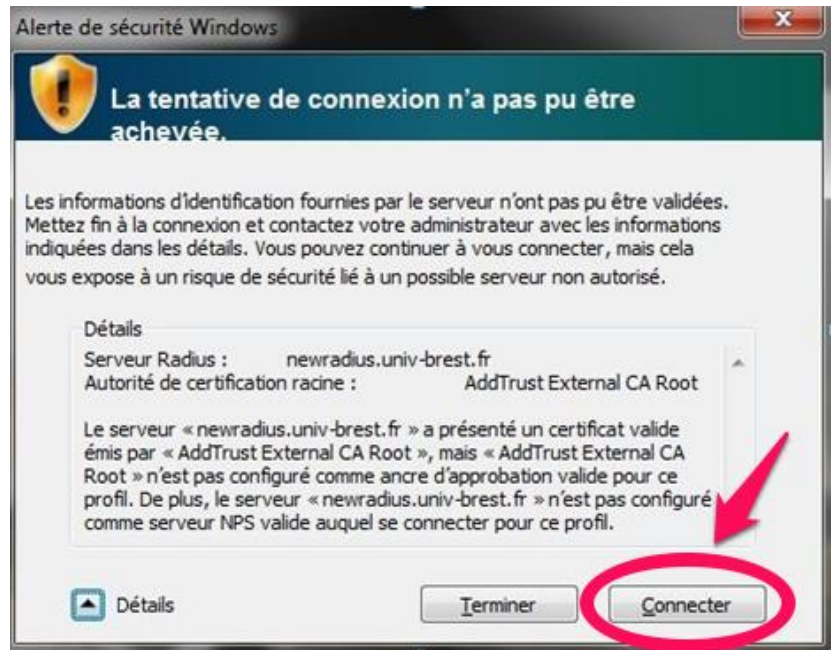 Alerte de sécurité Windows
La tentative de connexion n'a pas pu être
achevée.
Les informations d'identification fournies par le serveur n'ont pas pu être validées.
Mettez fin à la connexion et contactez votre administrateur avec les informations
indiquées dans les détails. Vous pouvez continuer à vous connecter, mais cela
vous expose à un risque de sécurité lié à un possible serveur non autorisé.
Détails
Serveur Radius : newradius.univ-brest.fr
Autorité de certification racine : AddTrust External CA Root
Le serveur « newradius.univ-brest.fr » a présenté un certificat valide
émis par « AddTrust External CA Root », mais « AddTrust External CA
Root » n'est pas configuré comme ancre d'approbation valide pour ce
profil. De plus, le serveur « newradius.univ-brest.fr » n'est pas configuré
comme serveur NPS valide auquel se connecter pour ce profil.
Détails Terminer Connecter